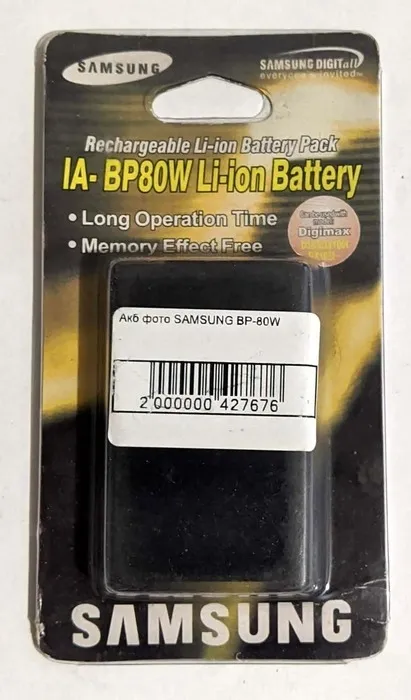 SAMSUNG
SAMSUNG DIGITall
everyone's invited™
Rechargeable Li-ion Battery Pack
IA- BP80W Li-ion Battery
• Long Operation Time
• Memory Effect Free
Digimax
Акб фото SAMSUNG BP-80W
2 000000 427676
SAMSUNG